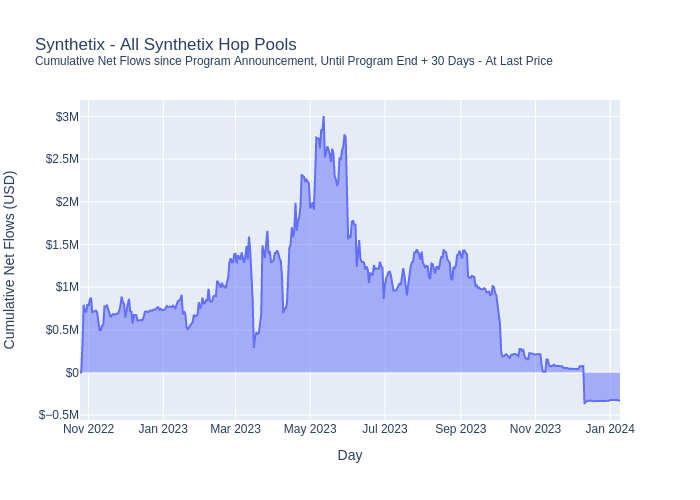 Synthetix - All Synthetix Hop Pools
Cumulative Net Flows since Program Announcement, Until Program End + 30 Days - At Last Price
Cumulative Net Flows (USD)
$3M
$2.5M
$2M
$1.5M
$1M
$0.5M
$0
$−0.5M
Nov 2022 Jan 2023 Mar 2023 May 2023 Jul 2023 Sep 2023 Nov 2023 Jan 2024
Day